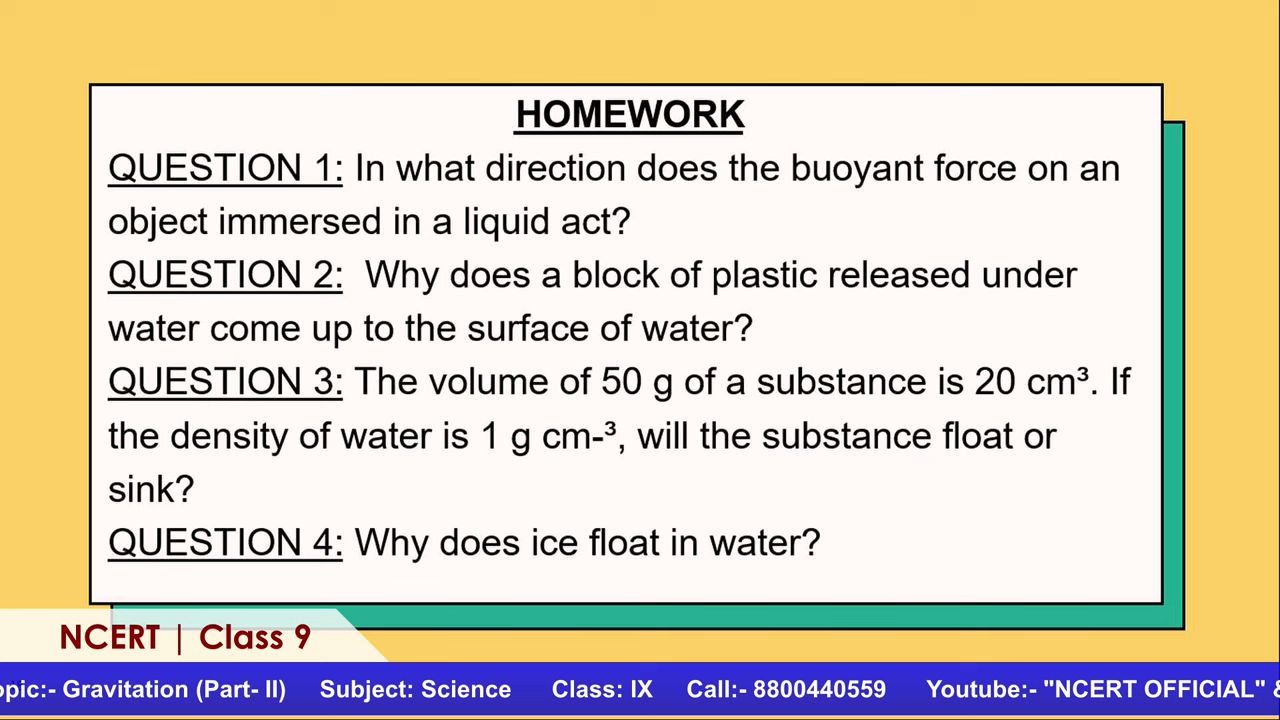 HOMEWORK
QUESTION 1: In what direction does the buoyant force on an
object immersed in a liquid act?
QUESTION 2:  Why does a block of plastic released under
water come up to the surface of water?
QUESTION 3: The volume of 50 g of a substance is 20 cm³. If
the density of water is 1 g cm-³, will the substance float or
sink?
QUESTION 4: Why does ice float in water?
NCERT | Class 9
opic:- Gravitation (Part- II) Subject: Science Class: IX Call:- 8800440559 Youtube:- "NCERT OFFICIAL" &